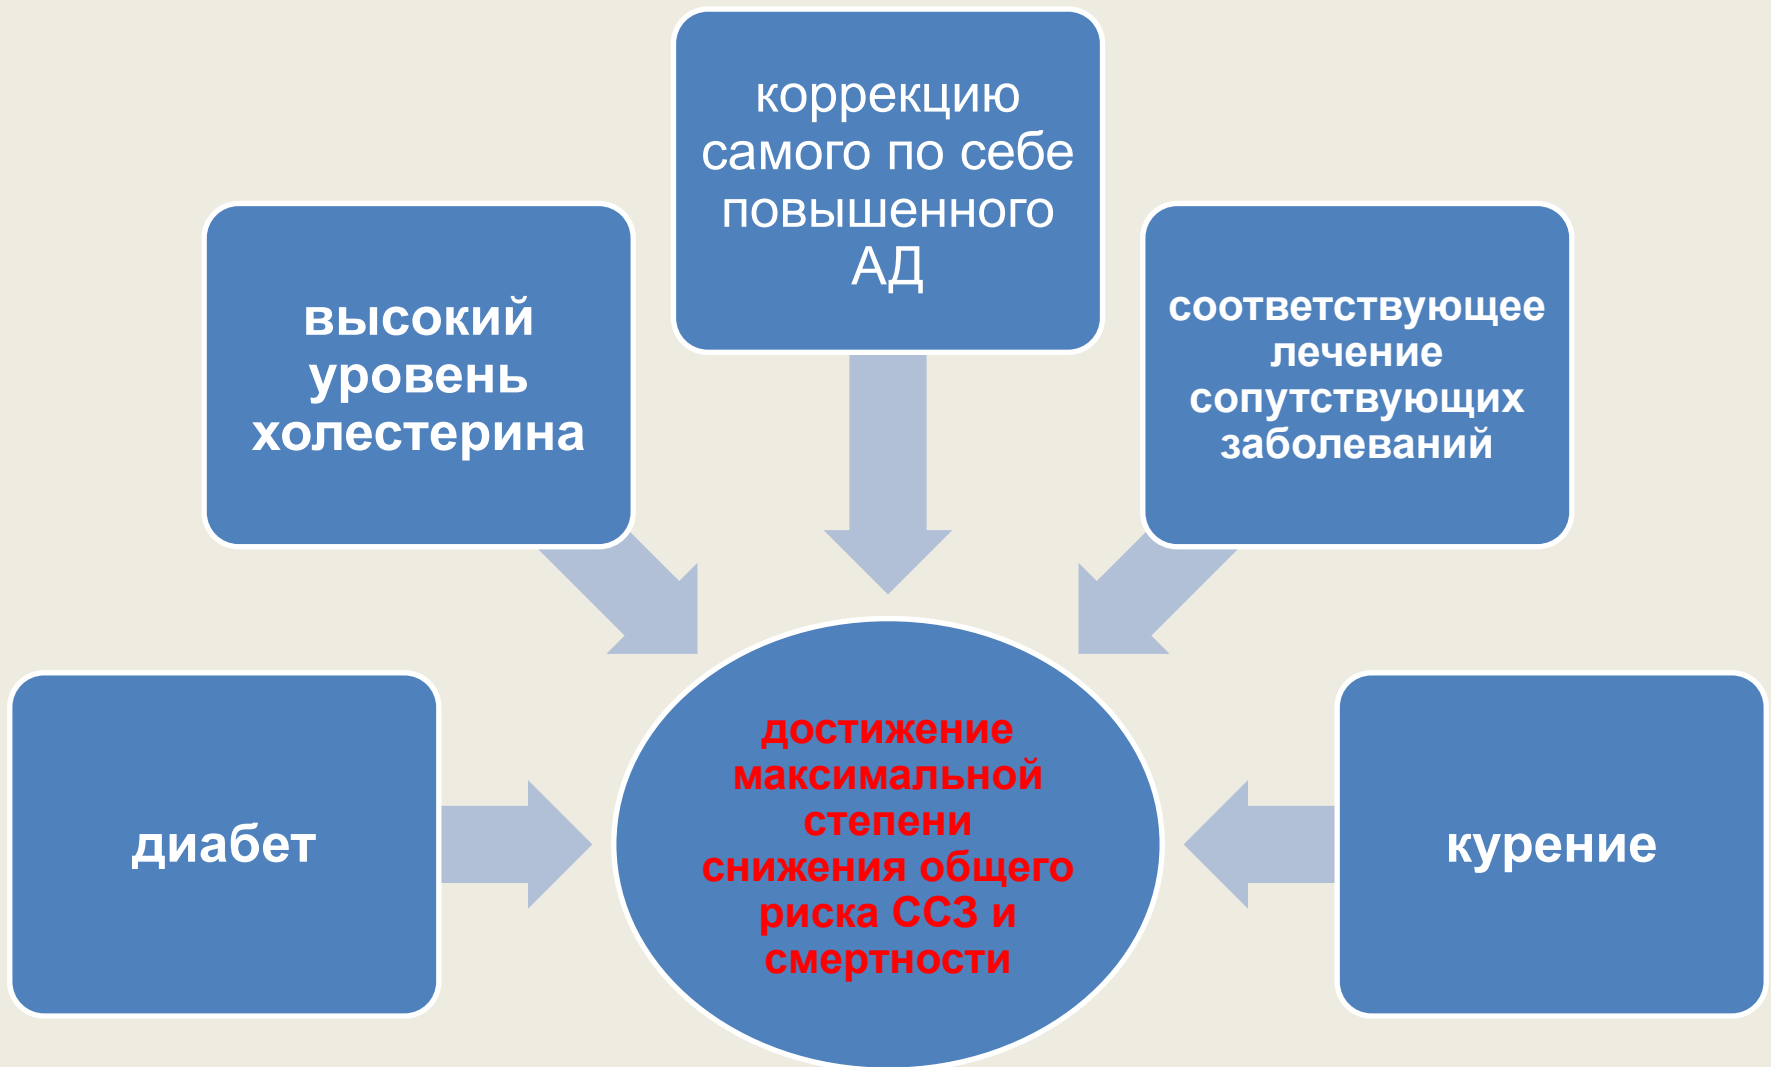 коррекцию
самого по себе
повышенного
АД
высокий
уровень
холестерина
соответствующее
лечение
сопутствующих
заболеваний
диабет
достижение
максимальной
степени
снижения общего
риска ССЗ и
смертности
курение